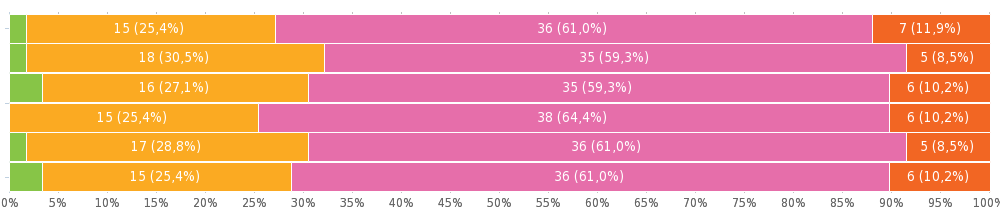 15 (25,4%) 36 (61,0%) 7 (11,9%)
18 (30,5%) 35 (59,3%) 5 (8,5%)
16 (27,1%) 35 (59,3%) 6 (10,2%)
15 (25,4%) 38 (64,4%) 6 (10,2%)
17 (28,8%) 36 (61,0%) 5 (8,5%)
15 (25,4%) 36 (61,0%) 6 (10,2%)
0% 5% 10% 15% 20% 25% 30% 35% 40% 45% 50% 55% 60% 65% 70% 75% 80% 85% 90% 95% 100%